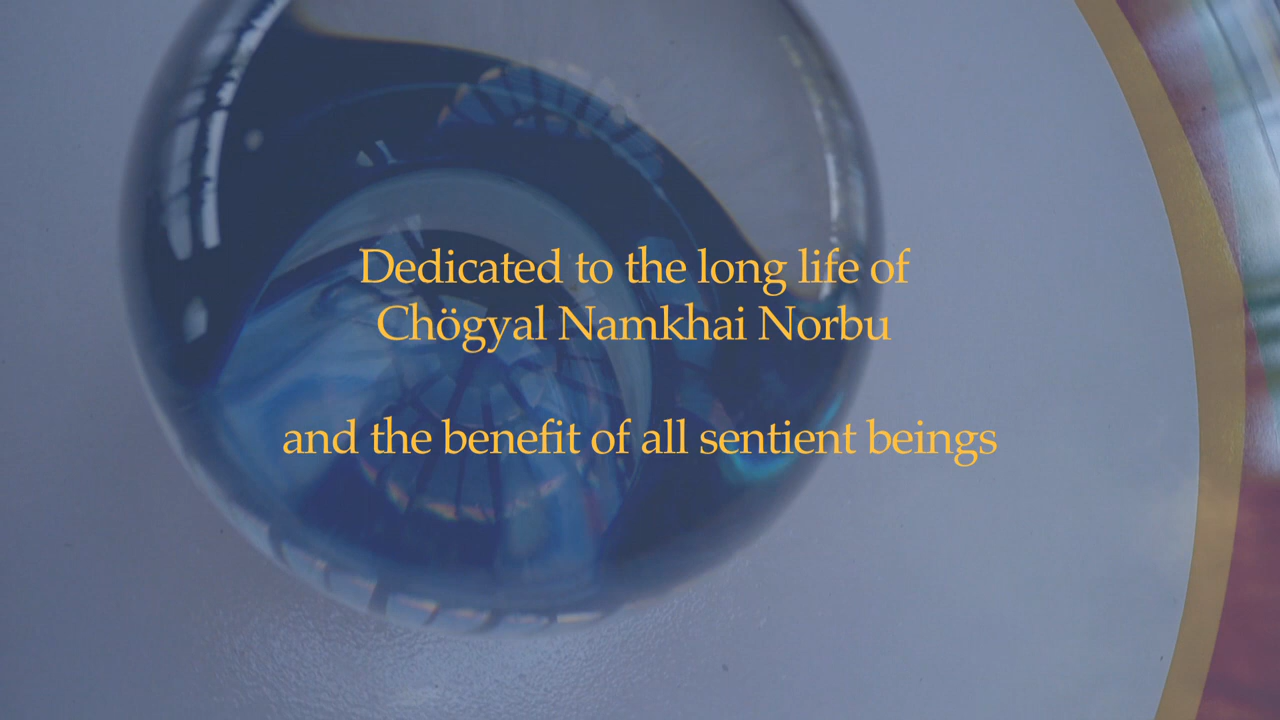 Dedicated to the long life of
Chögyal Namkhai Norbu
and the benefit of all sentient beings